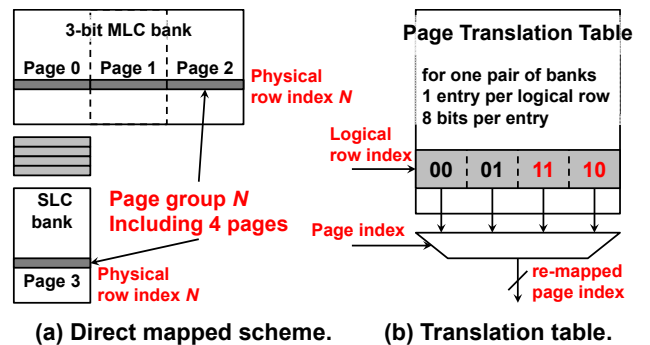 3-bit MLC bank
Page 0 Page 1 Page 2
Physical
row index N
SLC
bank
Page group N
Including 4 pages
Page 3
Physical
row index N
(a) Direct mapped scheme.
Page Translation Table
for one pair of banks
1 entry per logical row
8 bits per entry
Logical
row index
00 01 11 10
Page index
re-mapped
page index
(b) Translation table.